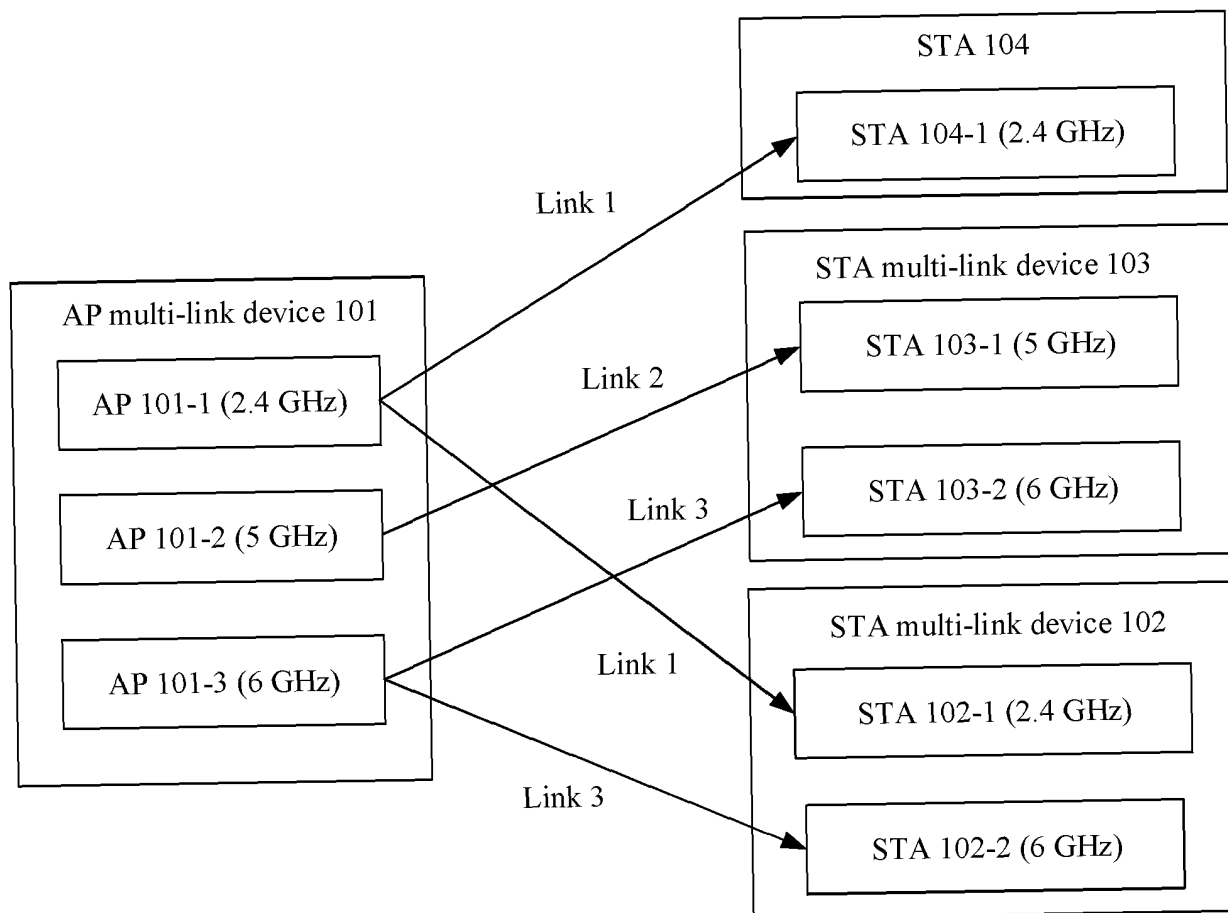 STA 104
STA 104-1 (2.4 GHz)
Link 1
STA multi-link device 103
AP multi-link device 101
STA 103-1 (5 GHz)
Link 2
AP 101-1 (2.4 GHz)
STA 103-2 (6 GHz)
Link 3
AP 101-2 (5 GHz)
STA multi-link device 102
Link 1
AP 101-3 (6 GHz)
STA 102-1 (2.4 GHz)
Link 3
STA 102-2 (6 GHz)